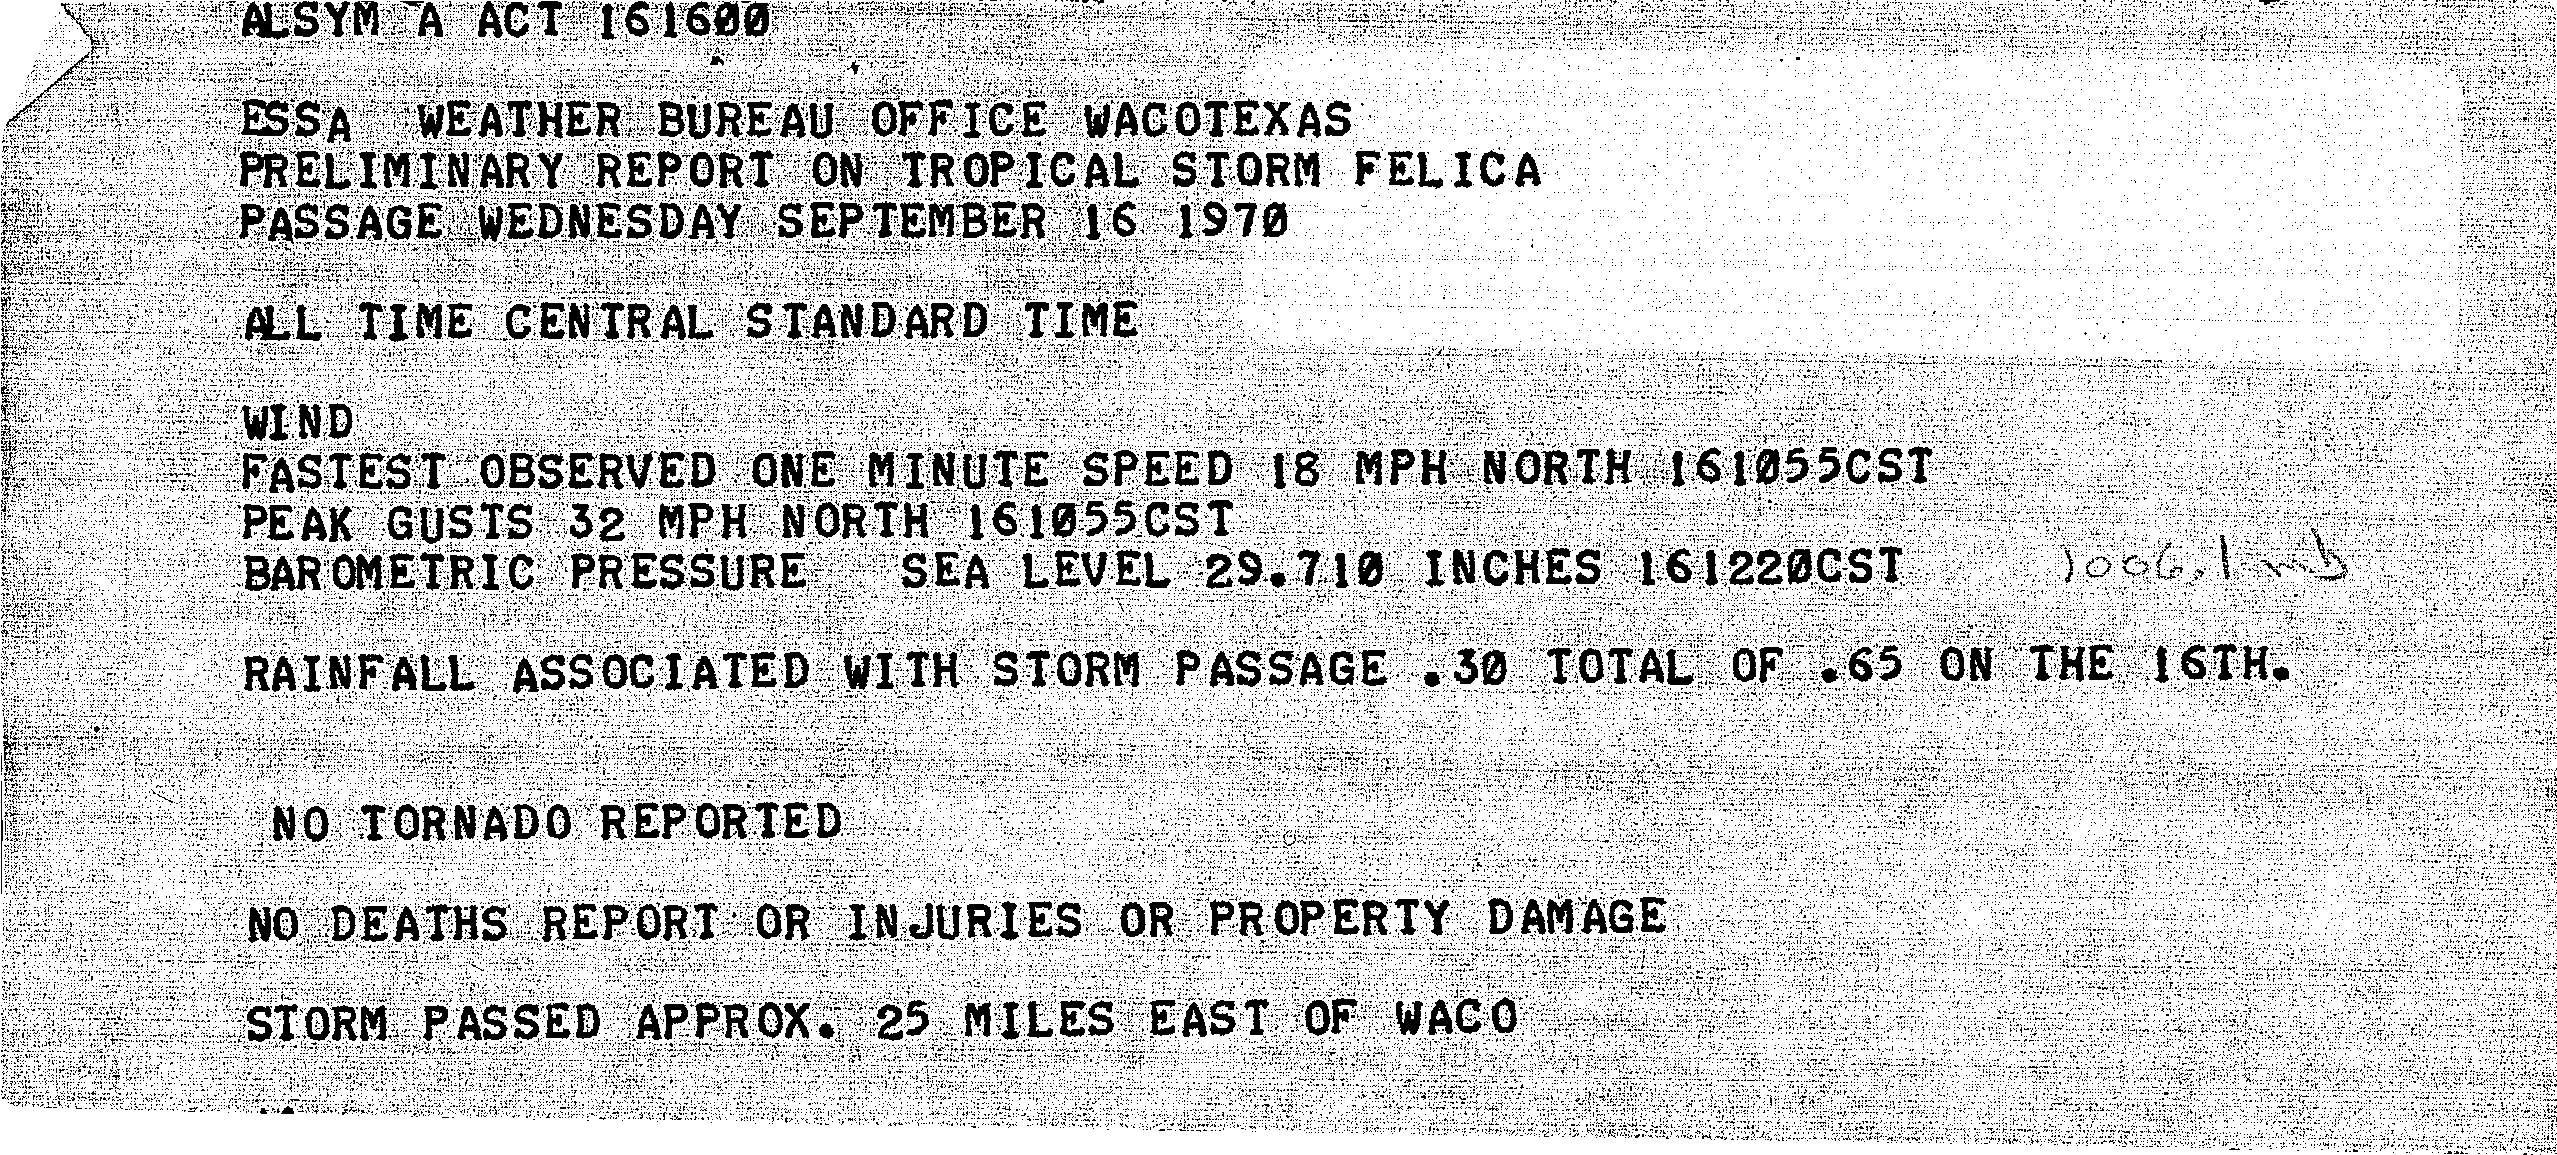 ALSYM A ACT 161600
ESSA WEATHER BUREAU OFFICE WACOTEXAS
PRELIMINARY REPORT ON TROPICAL STORM FELICA
PASSAGE WEDNESDAY SEPTEMBER 16 1970
ALL TIME CENTRAL STANDARD TIME
WIND
FASTEST OBSERVED ONE MINUTE SPEED 18 MPH NORTH 161055CST
PEAK GUSTS 32 MPH NORTH 161055CST
BAROMETRIC PRESSURE SEA LEVEL 29.710 INCHES 161220CST 1006.1 mb
RAINFALL ASSOCIATED WITH STORM PASSAGE .30 TOTAL OF .65 ON THE 16TH.
NO TORNADO REPORTED
NO DEATHS REPORT OR INJURIES OR PROPERTY DAMAGE
STORM PASSED APPROX. 25 MILES EAST OF WACO